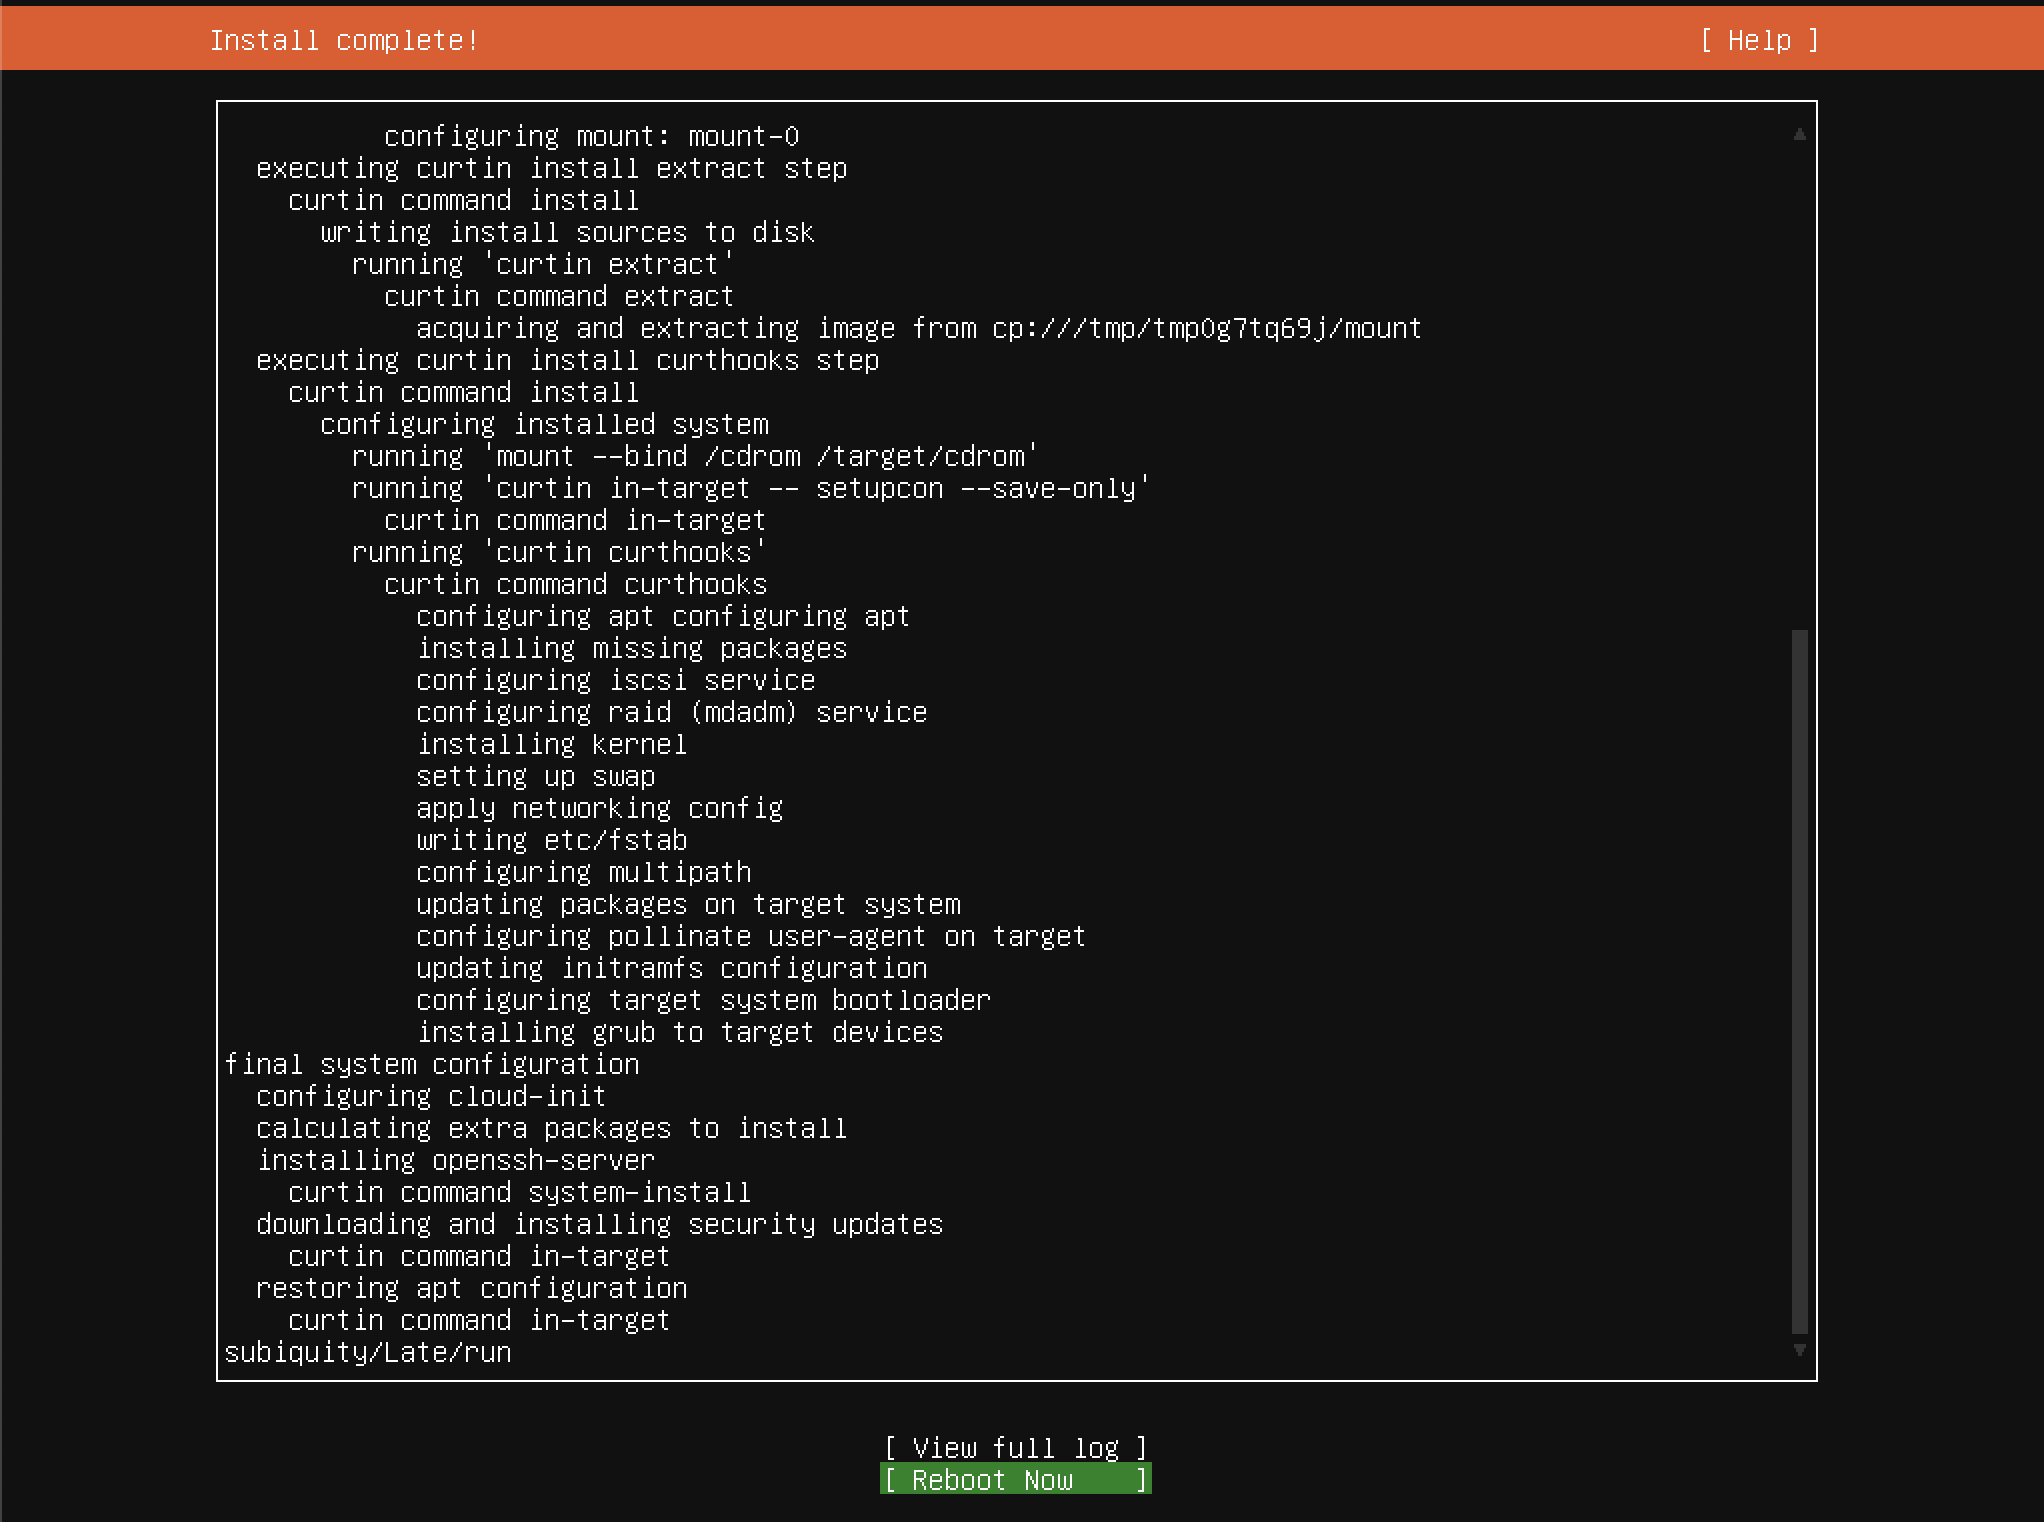 Install complete!
[ Help ]
configuring mount: mount-0
executing curtin install extract step
curtin command install
writing install sources to disk
running 'curtin extract'
curtin command extract
acquiring and extracting image from cp:///tmp/tmp0g7tq69j/mount
executing curtin install curthooks step
curtin command install
configuring installed system
running 'mount --bind /cdrom /target/cdrom'
running 'curtin in-target -- setupcon --save-only'
curtin command in-target
running 'curtin curthooks'
curtin command curthooks
configuring apt configuring apt
installing missing packages
configuring iscsi service
configuring raid (mdadm) service
installing kernel
setting up swap
apply networking config
writing etc/fstab
configuring multipath
updating packages on target system
configuring pollinate user-agent on target
updating initramfs configuration
configuring target system bootloader
installing grub to target devices
final system configuration
configuring cloud-init
calculating extra packages to install
installing openssh-server
curtin command system-install
downloading and installing security updates
curtin command in-target
restoring apt configuration
curtin command in-target
subiquity/Late/run
[ View full log ]
[ Reboot Now ]